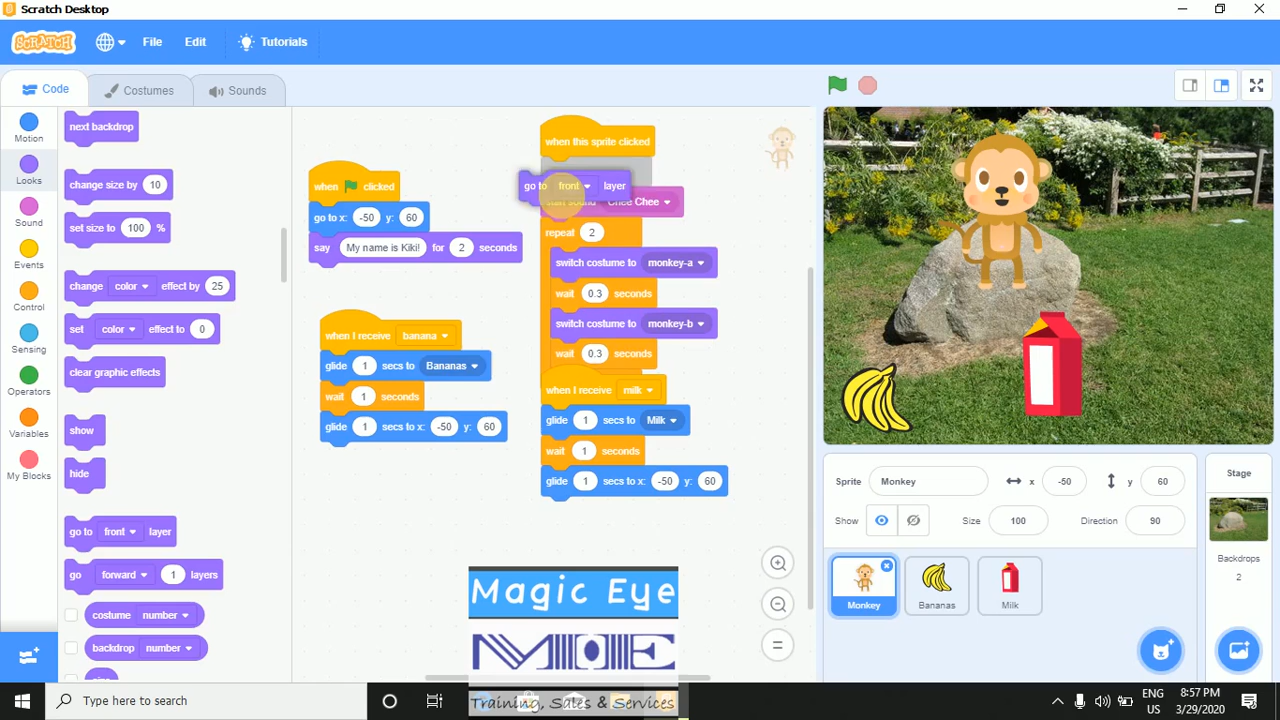 Scratch Desktop
SCRATCH File Edit Tutorials
Code Costumes Sounds
Motion
Looks
Sound
Events
Control
Sensing
Operators
Variables
My Blocks
next backdrop
change size by 10
set size to 100 %
change color effect by 25
set color effect to 0
clear graphic effects
show
hide
go to front layer
go forward 1 layers
costume number
backdrop number
when clicked
go to x: -50 y: 60
say My name is Kiki! for 2 seconds
when I receive banana
glide 1 secs to Bananas
wait 1 seconds
glide 1 secs to x: -50 y: 60
when this sprite clicked
go to front layer
start sound Chee Chee
repeat 2
switch costume to monkey-a
wait 0.3 seconds
switch costume to monkey-b
wait 0.3 seconds
when I receive milk
glide 1 secs to Milk
wait 1 seconds
glide 1 secs to x: -50 y: 60
Magic Eye
MIE
Training, Sales & Services
Sprite Monkey x -50 y 60
Show Size 100 Direction 90
Monkey Bananas Milk
Stage
Backdrops
2
Type here to search
ENG
US
8:57 PM
3/29/2020